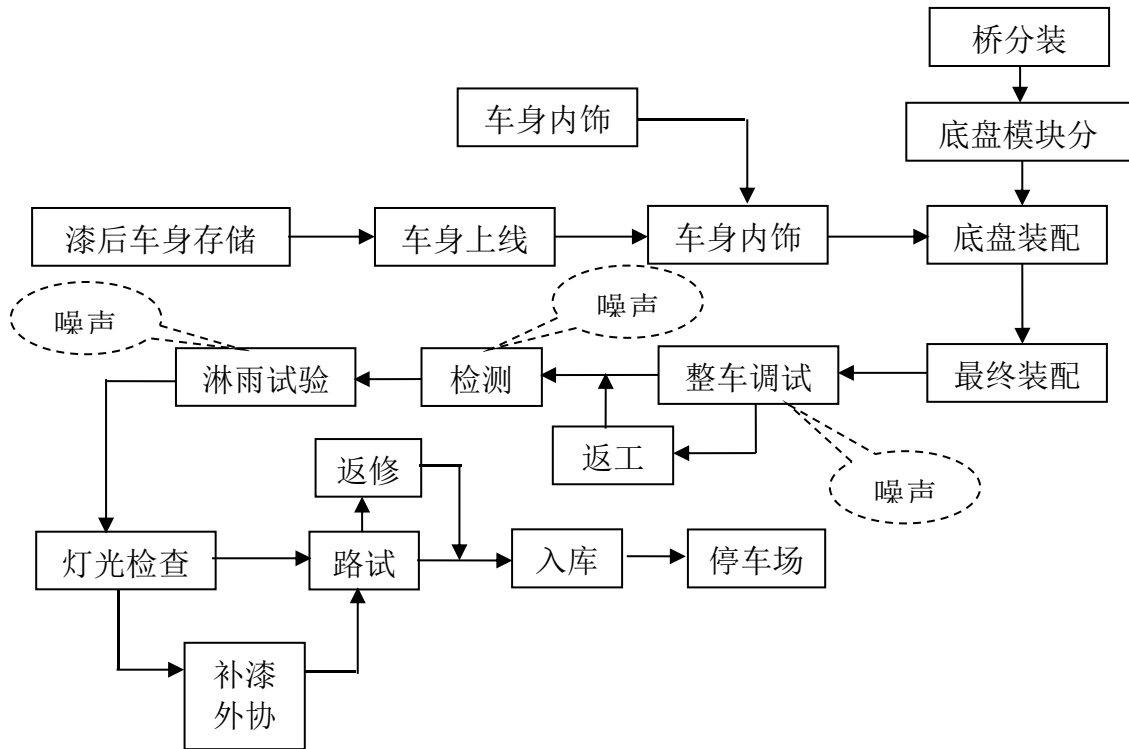 桥分装
车身内饰
底盘模块分
漆后车身存储
车身上线
车身内饰
底盘装配
噪声
噪声
淋雨试验
检测
整车调试
最终装配
返工
返修
噪声
灯光检查
路试
入库
停车场
补漆
外协